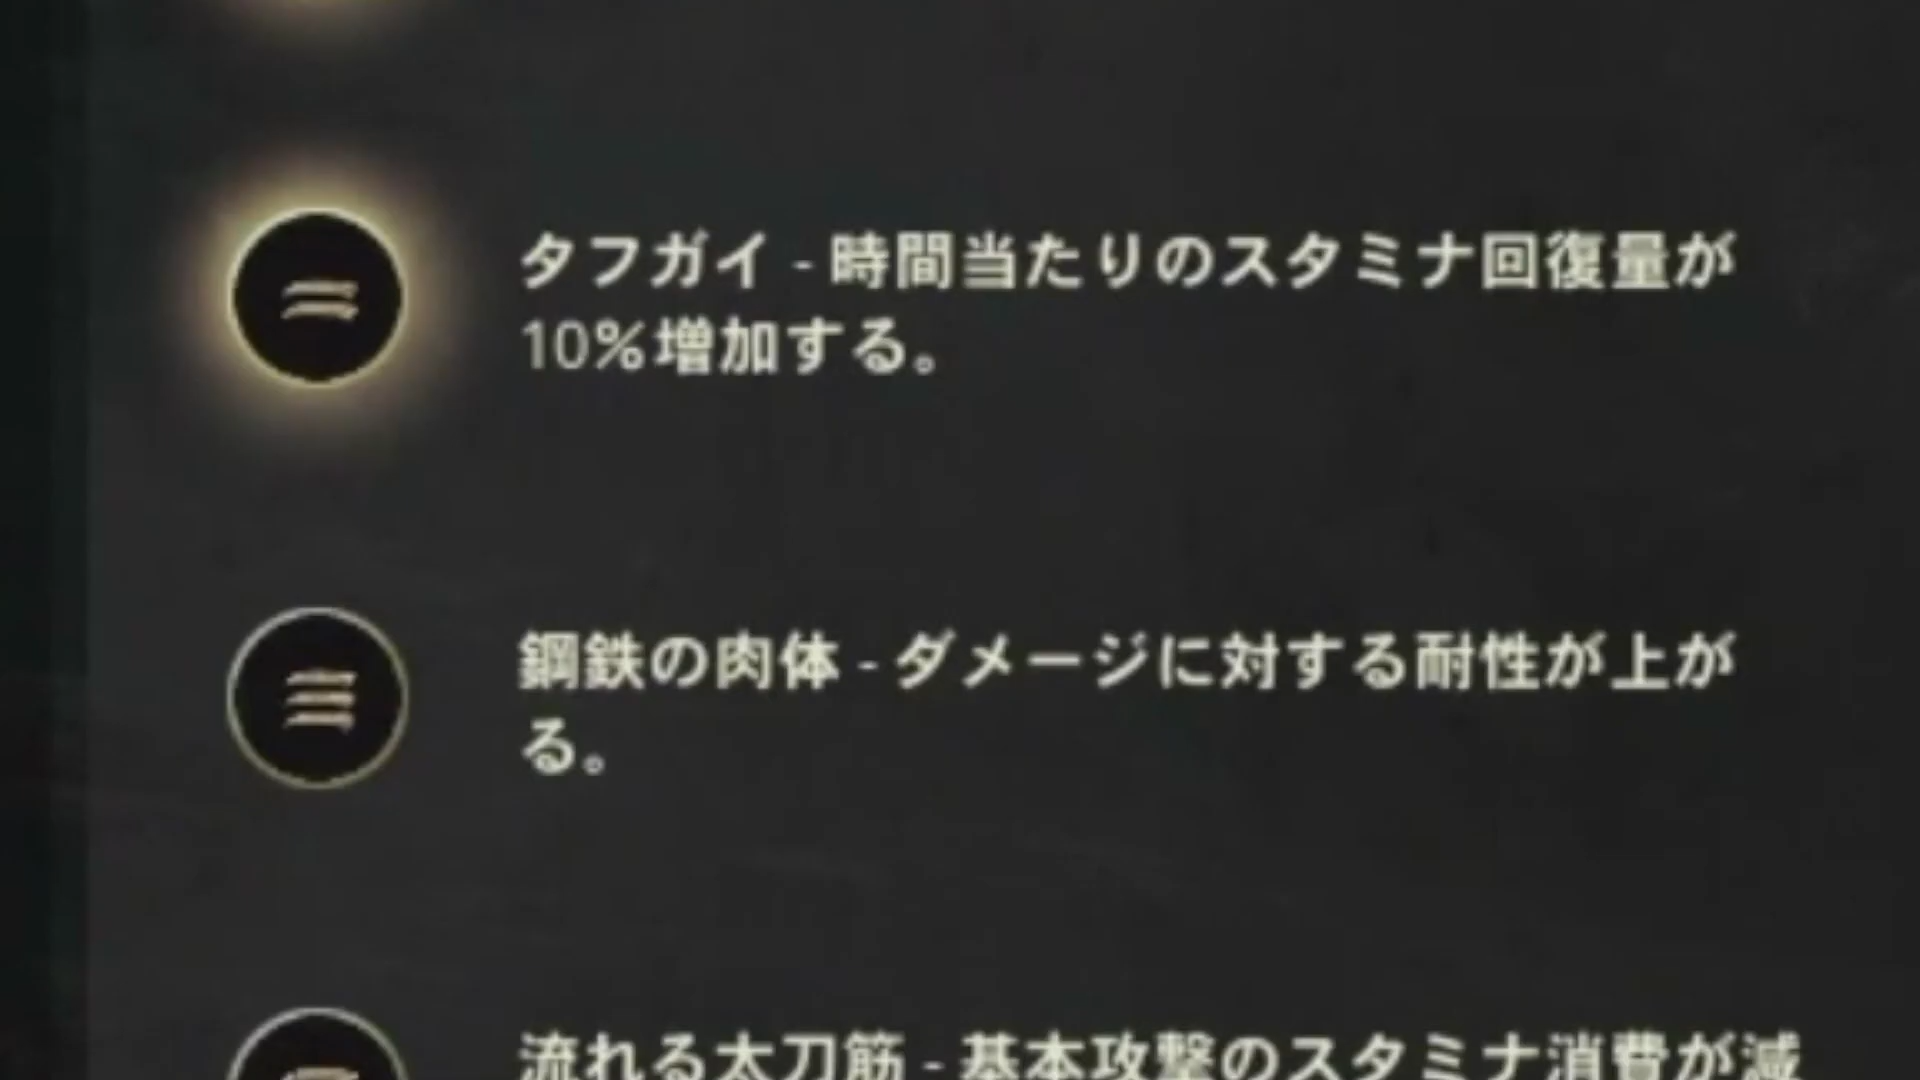 二
タフガイ - 時間当たりのスタミナ回復量が
10%増加する。
三
鋼鉄の肉体 - ダメージに対する耐性が上が
る。
流れる太刀筋 - 基本攻撃のスタミナ消費が減